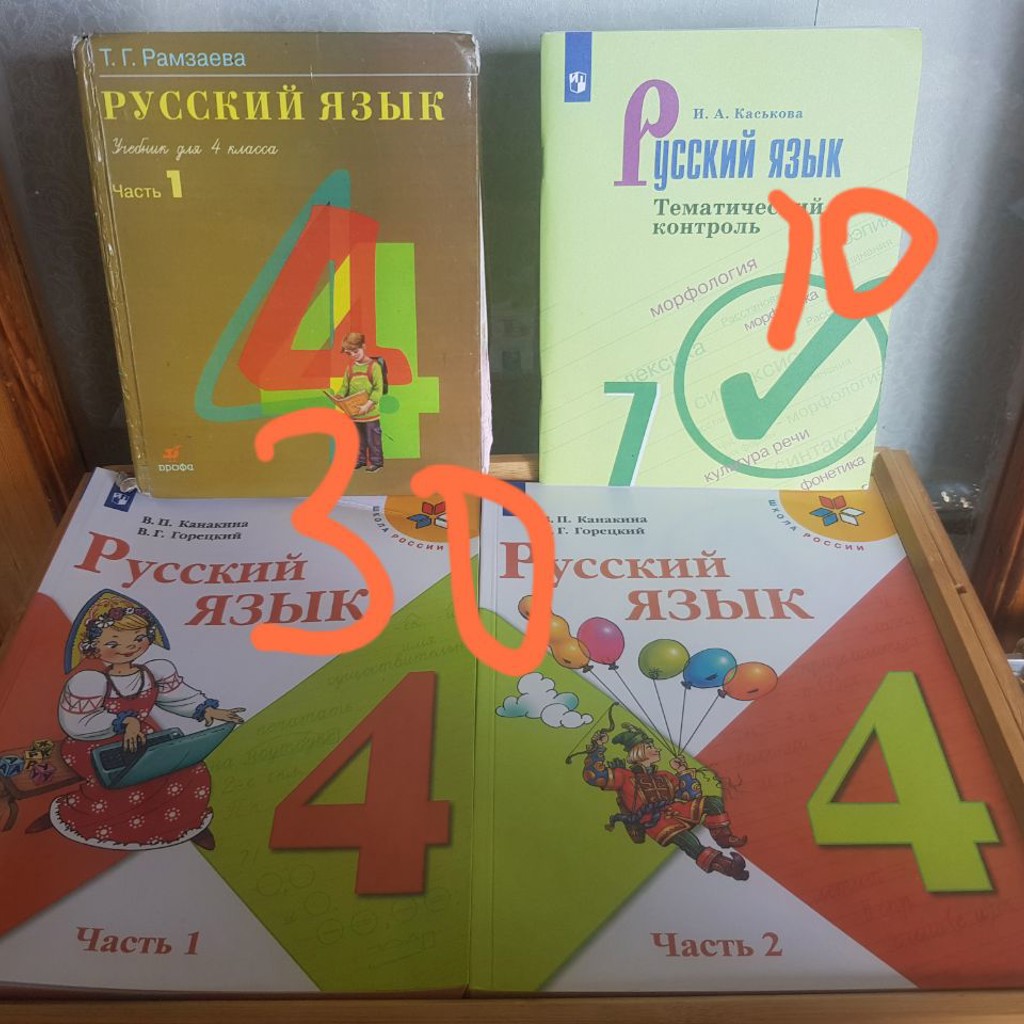 Т. Г. Рамзаева
РУССКИЙ ЯЗЫК
Учебник для 4 класса
Часть 1
4
дрофа
И. А. Каськова
Русский язык
Тематический
контроль
10
морфология
лексика
культура речи
фонетика
синтаксис
морфология
7
30
В. П. Канакина
В. Г. Горецкий
ШКОЛА РОССИИ
Русский
ЯЗЫК
4
Часть 1
П. Канакина
Г. Горецкий
ШКОЛА РОССИИ
Русский
ЯЗЫК
4
Часть 2